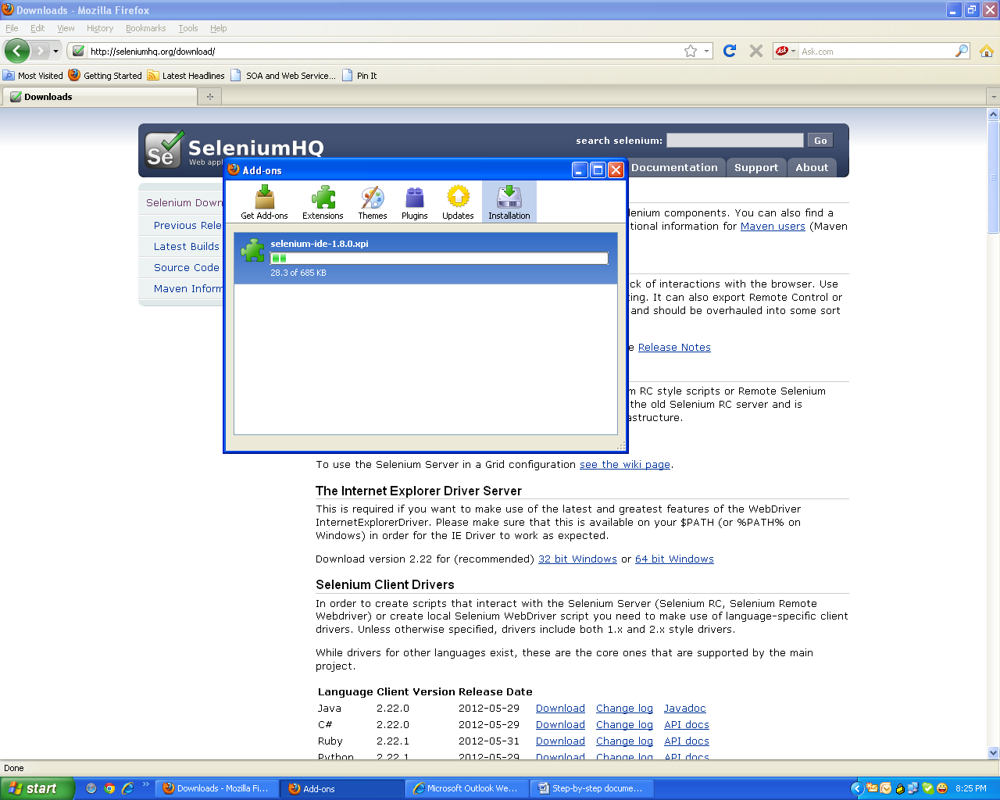 Downloads - Mozilla Firefox
File Edit View History Bookmarks Tools Help
http://seleniumhq.org/download/
Ask Ask.com
Most Visited Getting Started Latest Headlines SOA and Web Service... Pin It
Downloads
Se SeleniumHQ
Web appl
search selenium: Go
Documentation Support About
Selenium Down
Previous Rele
Latest Builds
Source Code
Maven Inform
Add-ons
Get Add-ons Extensions Themes Plugins Updates Installation
selenium-ide-1.8.0.xpi
28.3 of 685 KB
lenium components. You can also find a
tional information for Maven users (Maven
ck of interactions with the browser. Use
ing. It can also export Remote Control or
and should be overhauled into some sort
e Release Notes
m RC style scripts or Remote Selenium
the old Selenium RC server and is
astructure.
To use the Selenium Server in a Grid configuration see the wiki page.
The Internet Explorer Driver Server
This is required if you want to make use of the latest and greatest features of the WebDriver
InternetExplorerDriver. Please make sure that this is available on your $PATH (or %PATH% on
Windows) in order for the IE Driver to work as expected.
Download version 2.22 for (recommended) 32 bit Windows or 64 bit Windows
Selenium Client Drivers
In order to create scripts that interact with the Selenium Server (Selenium RC, Selenium Remote
Webdriver) or create local Selenium WebDriver script you need to make use of language-specific client
drivers. Unless otherwise specified, drivers include both 1.x and 2.x style drivers.
While drivers for other languages exist, these are the core ones that are supported by the main
project.
Language Client Version Release Date
Java 2.22.0 2012-05-29 Download Change log Javadoc
C# 2.22.0 2012-05-29 Download Change log API docs
Ruby 2.22.1 2012-05-31 Download Change log API docs
Python 2.22.1 2012-05-29 Download Change log API docs
Done
start Downloads - Mozilla Fi... Add-ons Microsoft Outlook We... Step-by-step docume... 8:25 PM